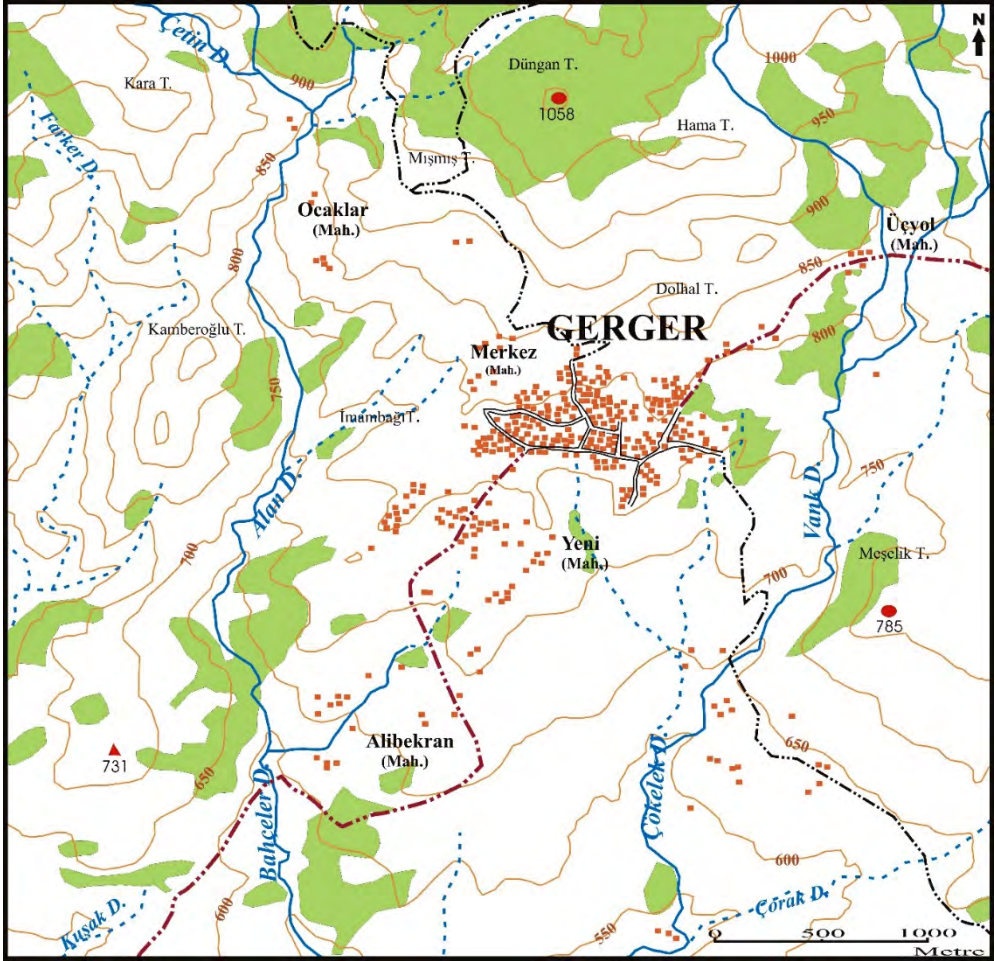 N
Çetin D.
Düngan T.
1000
Kara T.
900
1058
950
Hama T.
Farker D.
850
Mışmış T.
Ocaklar
(Mah.)
900
Üçyol
(Mah.)
800
850
Dolhal T.
Kamberoğlu T.
GERGER
800
Merkez
(Mah.)
750
İmambağı T.
750
Alan D.
Vank D.
700
Yeni
(Mah.)
Meşelik T.
700
785
Alibekran
(Mah.)
650
731
650
Bahçeler D.
Çökelek D.
600
600
Kuşak D.
Çörak D.
550
0 500 1000
Metre